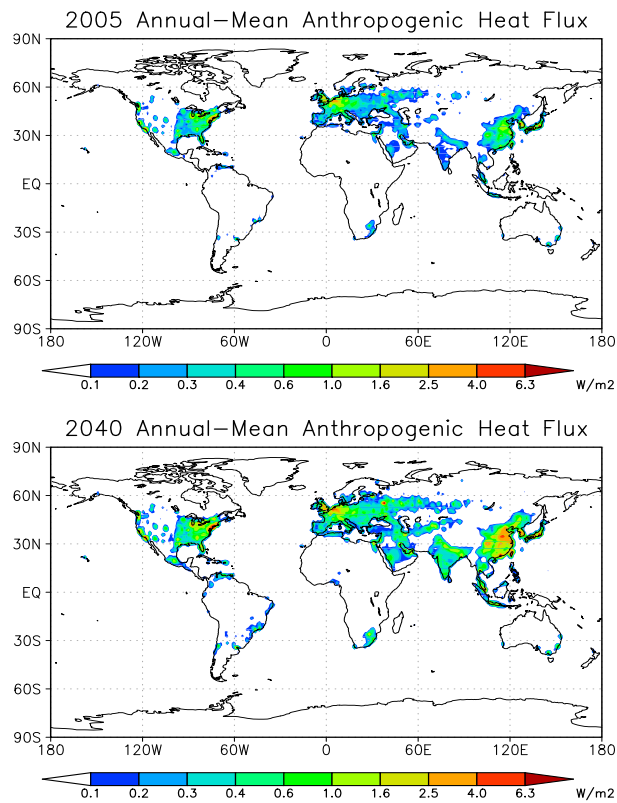 2005 Annual-Mean Anthropogenic Heat Flux
90N
60N
30N
EQ
30S
60S
90S
180 120W 60W 0 60E 120E 180
0.1 0.2 0.3 0.4 0.6 1.0 1.6 2.5 4.0 6.3 W/m2
2040 Annual-Mean Anthropogenic Heat Flux
90N
60N
30N
EQ
30S
60S
90S
180 120W 60W 0 60E 120E 180
0.1 0.2 0.3 0.4 0.6 1.0 1.6 2.5 4.0 6.3 W/m2